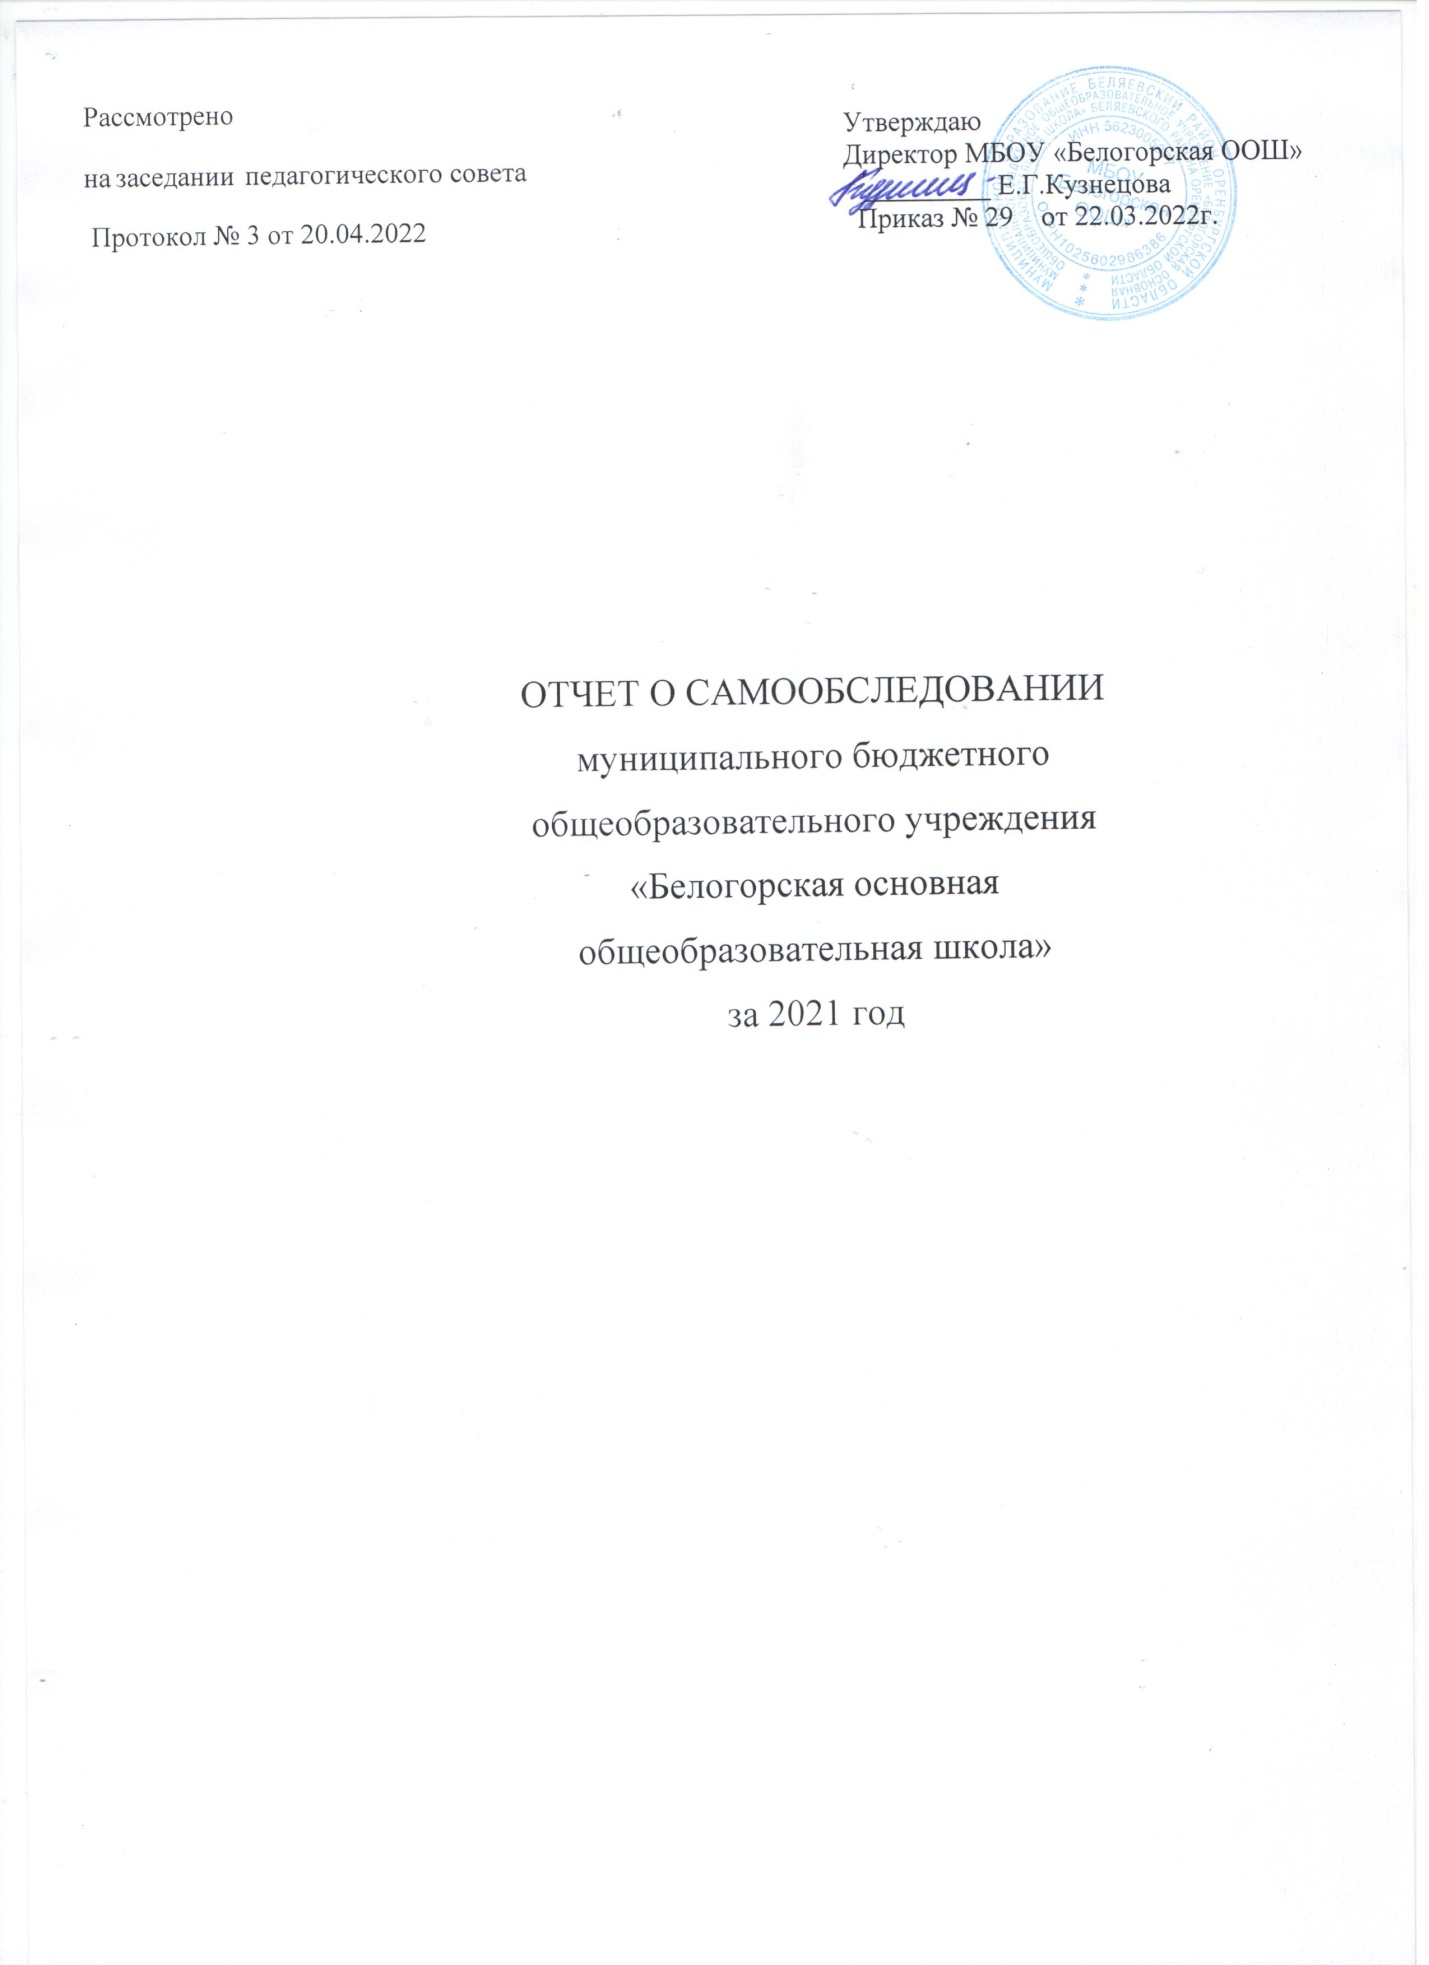 Рассмотрено
на заседании педагогического совета
Протокол № 3 от 20.04.2022
Утверждаю
Директор МБОУ «Белогорская ООШ»
Е.Г.Кузнецова
Приказ № 29 от 22.03.2022г.
МБОУ
ОГРН1025602986386
ОТЧЕТ О САМООБСЛЕДОВАНИИ
муниципального бюджетного
общеобразовательного учреждения
«Белогорская основная
общеобразовательная школа»
за 2021 год